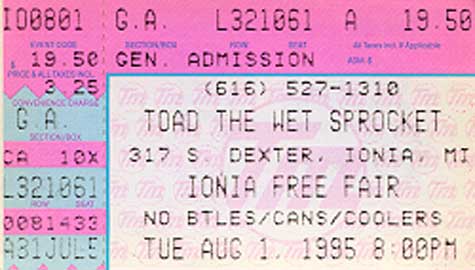 IO0801 G.A. L321061 A 19.50
EVENT CODE SECTION/BOX ROW SEAT All Taxes Incl. If Applicable
19.50 GEN. ADMISSION
PRICE & ALL TAXES INCL.
3.25 (616) 527-1310
CONVENIENCE CHARGE
G.A. TOAD THE WET SPROCKET
SECTION/BOX
CA 10X 317 S. DEXTER, IONIA, MI
L321061 IONIA FREE FAIR
ROW SEAT
0081433 NO BTLES/CANS/COOLERS
A31JUL5 TUE AUG 1, 1995 8:00PM